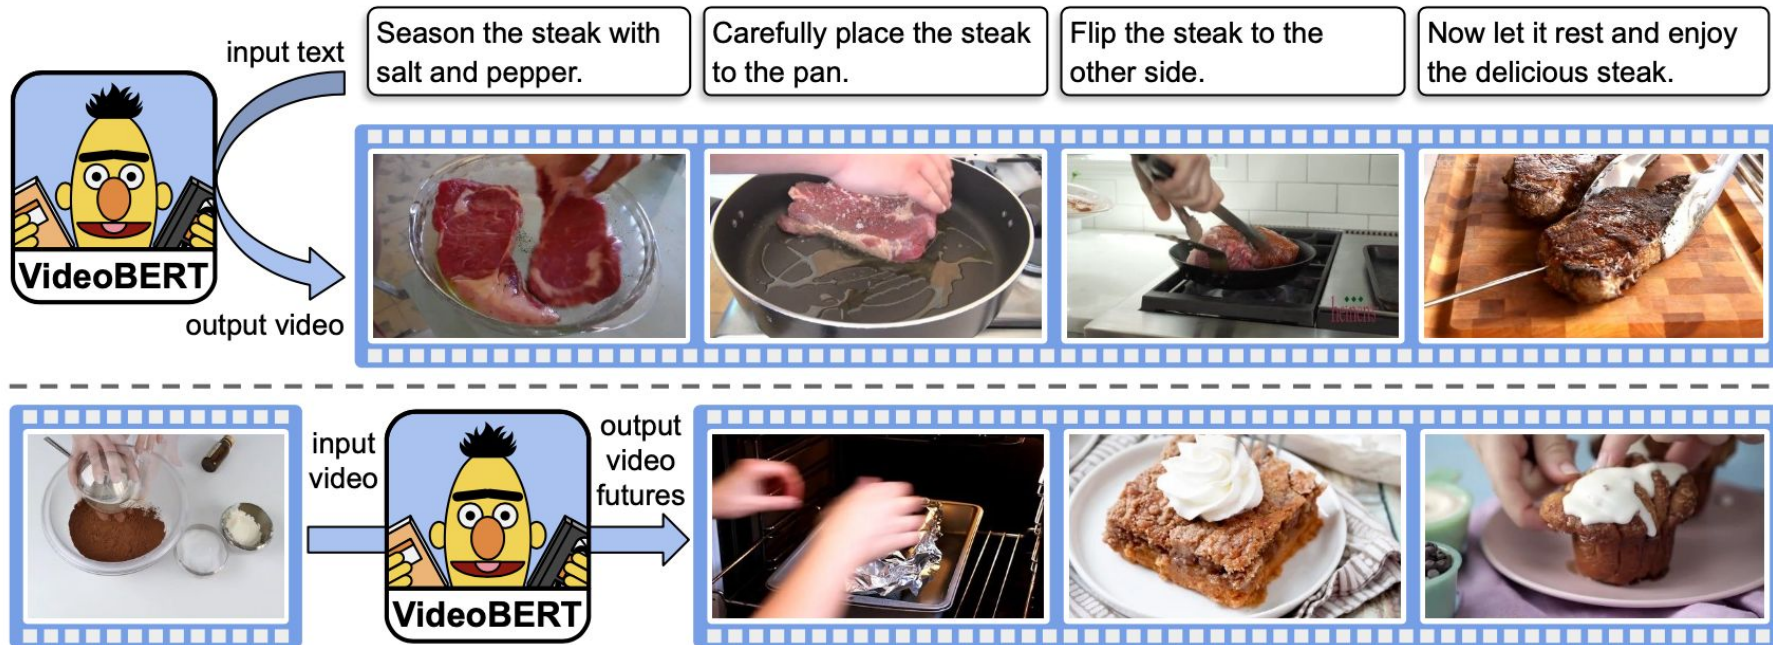 input text
Season the steak with
salt and pepper.
Carefully place the steak
to the pan.
Flip the steak to the
other side.
Now let it rest and enjoy
the delicious steak.
VideoBERT
output video
heinen's
input
video
output
video
futures
VideoBERT